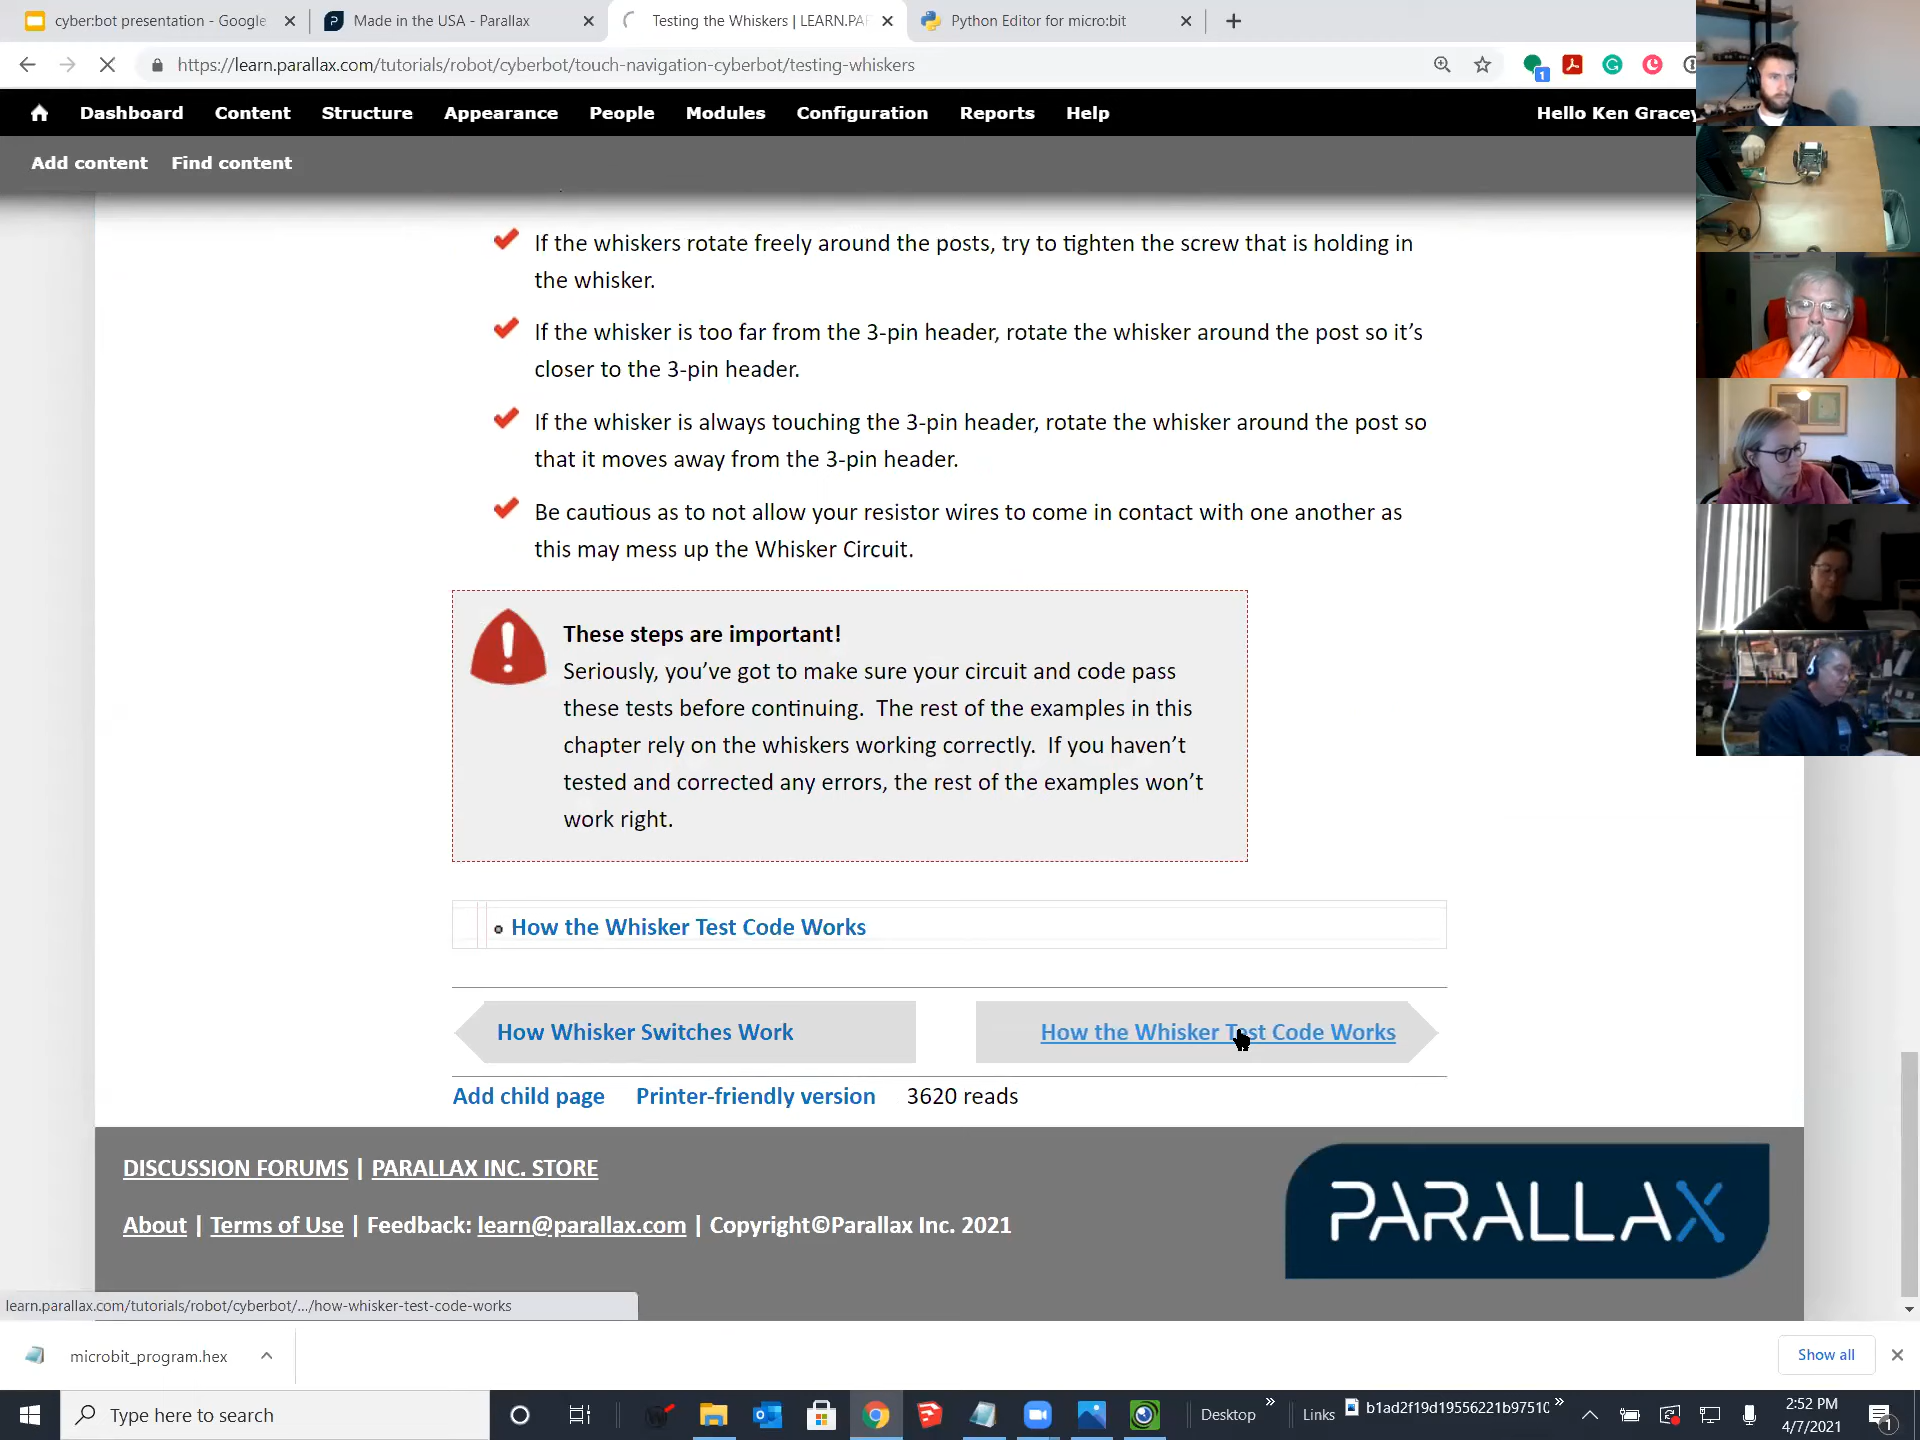 cyber:bot presentation - Google
Made in the USA - Parallax
Testing the Whiskers | LEARN.PA
Python Editor for micro:bit
https://learn.parallax.com/tutorials/robot/cyberbot/touch-navigation-cyberbot/testing-whiskers
1
Dashboard Content Structure Appearance People Modules Configuration Reports Help
Hello Ken Gracey
Add content Find content
If the whiskers rotate freely around the posts, try to tighten the screw that is holding in
the whisker.
If the whisker is too far from the 3-pin header, rotate the whisker around the post so it’s
closer to the 3-pin header.
If the whisker is always touching the 3-pin header, rotate the whisker around the post so
that it moves away from the 3-pin header.
Be cautious as to not allow your resistor wires to come in contact with one another as
this may mess up the Whisker Circuit.
These steps are important!
Seriously, you’ve got to make sure your circuit and code pass
these tests before continuing. The rest of the examples in this
chapter rely on the whiskers working correctly. If you haven’t
tested and corrected any errors, the rest of the examples won’t
work right.
How the Whisker Test Code Works
How Whisker Switches Work
How the Whisker Test Code Works
Add child page Printer-friendly version 3620 reads
DISCUSSION FORUMS | PARALLAX INC. STORE
About | Terms of Use | Feedback: learn@parallax.com | Copyright©Parallax Inc. 2021
PARALLAX
learn.parallax.com/tutorials/robot/cyberbot/.../how-whisker-test-code-works
microbit_program.hex
Show all
Type here to search
Desktop »
Links
b1ad2f19d19556221b9751( »
2:52 PM
4/7/2021
1